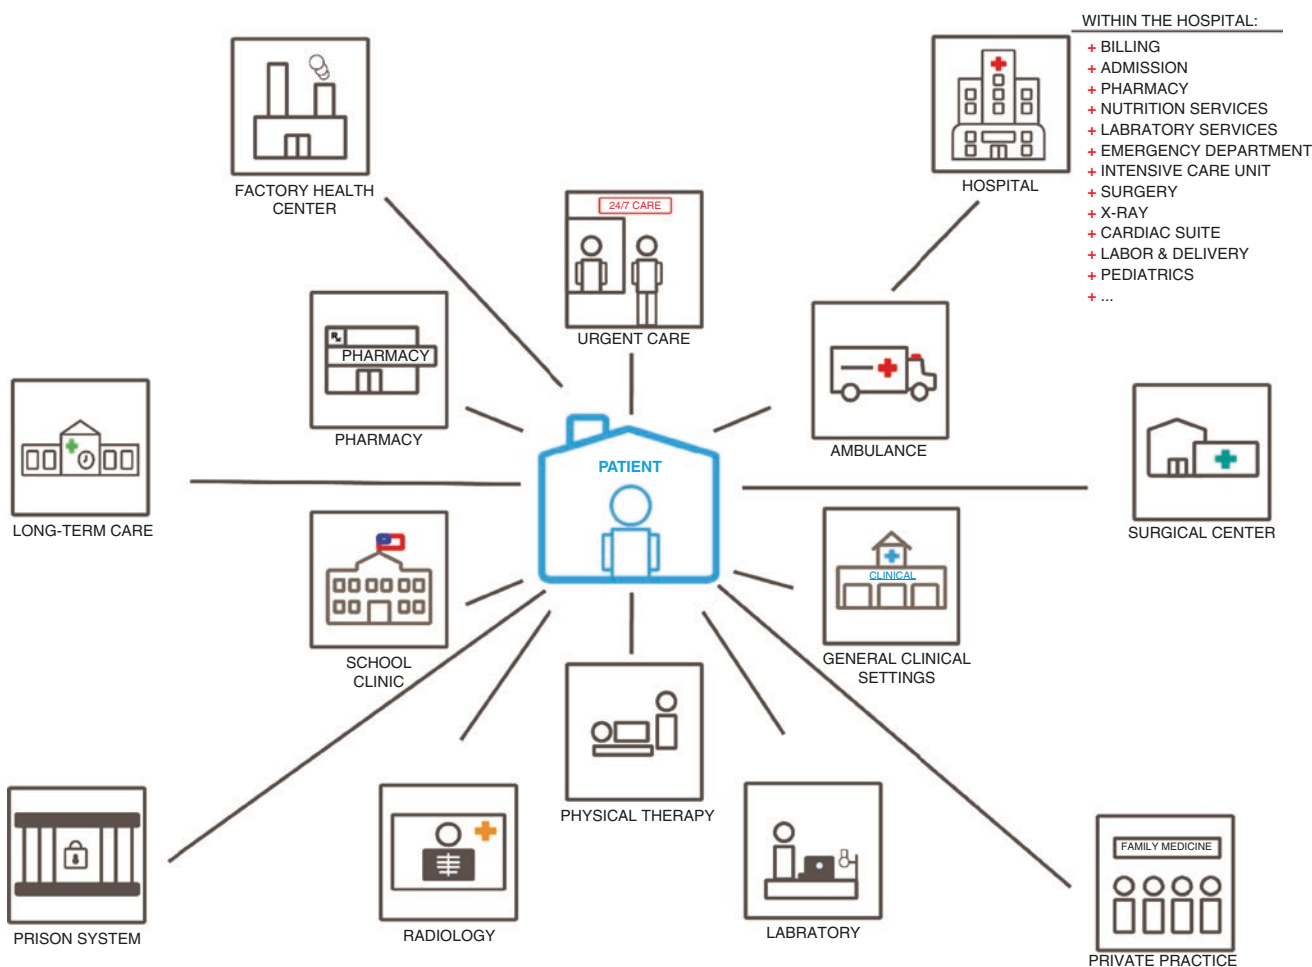 WITHIN THE HOSPITAL:
+ BILLING
+ ADMISSION
+ PHARMACY
+ NUTRITION SERVICES
+ LABRATORY SERVICES
+ EMERGENCY DEPARTMENT
+ INTENSIVE CARE UNIT
+ SURGERY
+ X-RAY
+ CARDIAC SUITE
+ LABOR & DELIVERY
+ PEDIATRICS
+ ...
HOSPITAL
FACTORY HEALTH
CENTER
24/7 CARE
URGENT CARE
PHARMACY
PHARMACY
AMBULANCE
LONG-TERM CARE
PATIENT
SURGICAL CENTER
SCHOOL
CLINIC
CLINICAL
GENERAL CLINICAL
SETTINGS
PHYSICAL THERAPY
PRISON SYSTEM
RADIOLOGY
LABRATORY
FAMILY MEDICINE
PRIVATE PRACTICE